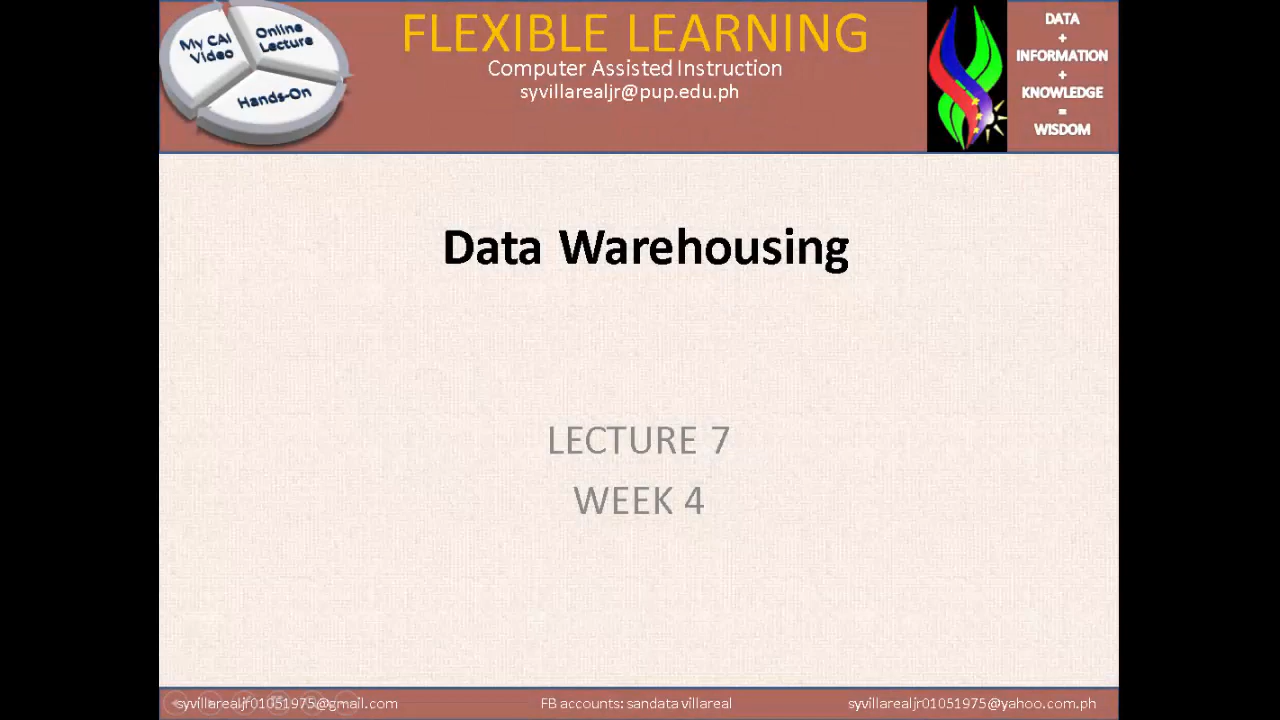 My CAI
Video
Online
Lecture
Hands-On
FLEXIBLE LEARNING
Computer Assisted Instruction
syvillarealjr@pup.edu.ph
DATA
+
INFORMATION
+
KNOWLEDGE
=
WISDOM
Data Warehousing
LECTURE 7
WEEK 4
syvillarealjr01051975@gmail.com
FB accounts: sandata villareal
syvillarealjr01051975@yahoo.com.ph